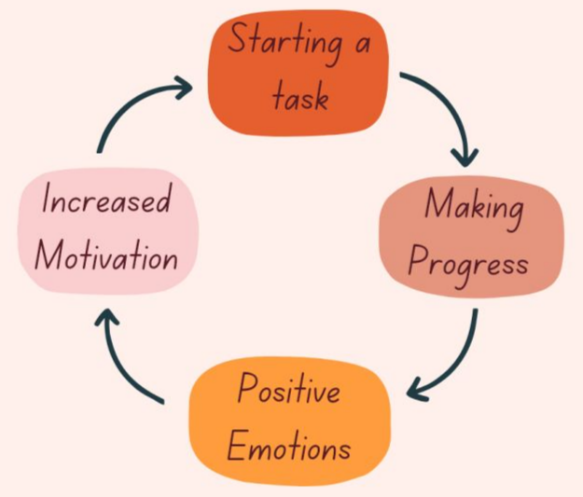 Starting a
task
Making
Progress
Positive
Emotions
Increased
Motivation